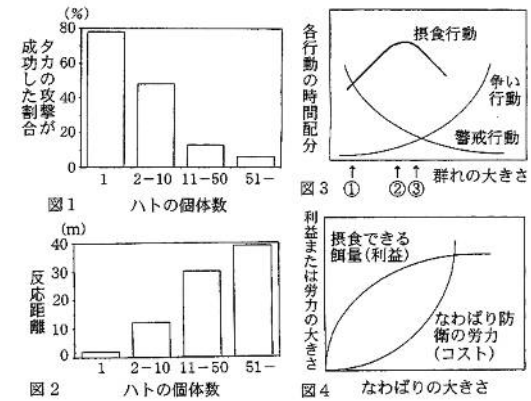 (%)
タカの攻撃が
成功した割合
80
60
40
20
0
1
2-10
11-50
51-
図1
ハトの個体数
(m)
反応距離
40
30
20
10
0
1
2-10
11-50
51-
図2
ハトの個体数
各行動の時間配分
摂食行動
争い
行動
警戒行動
①
②
③
群れの大きさ
図3
利益または労力の大きさ
摂食できる
餌量(利益)
なわばり防
衛の労力
(コスト)
図4
なわばりの大きさ